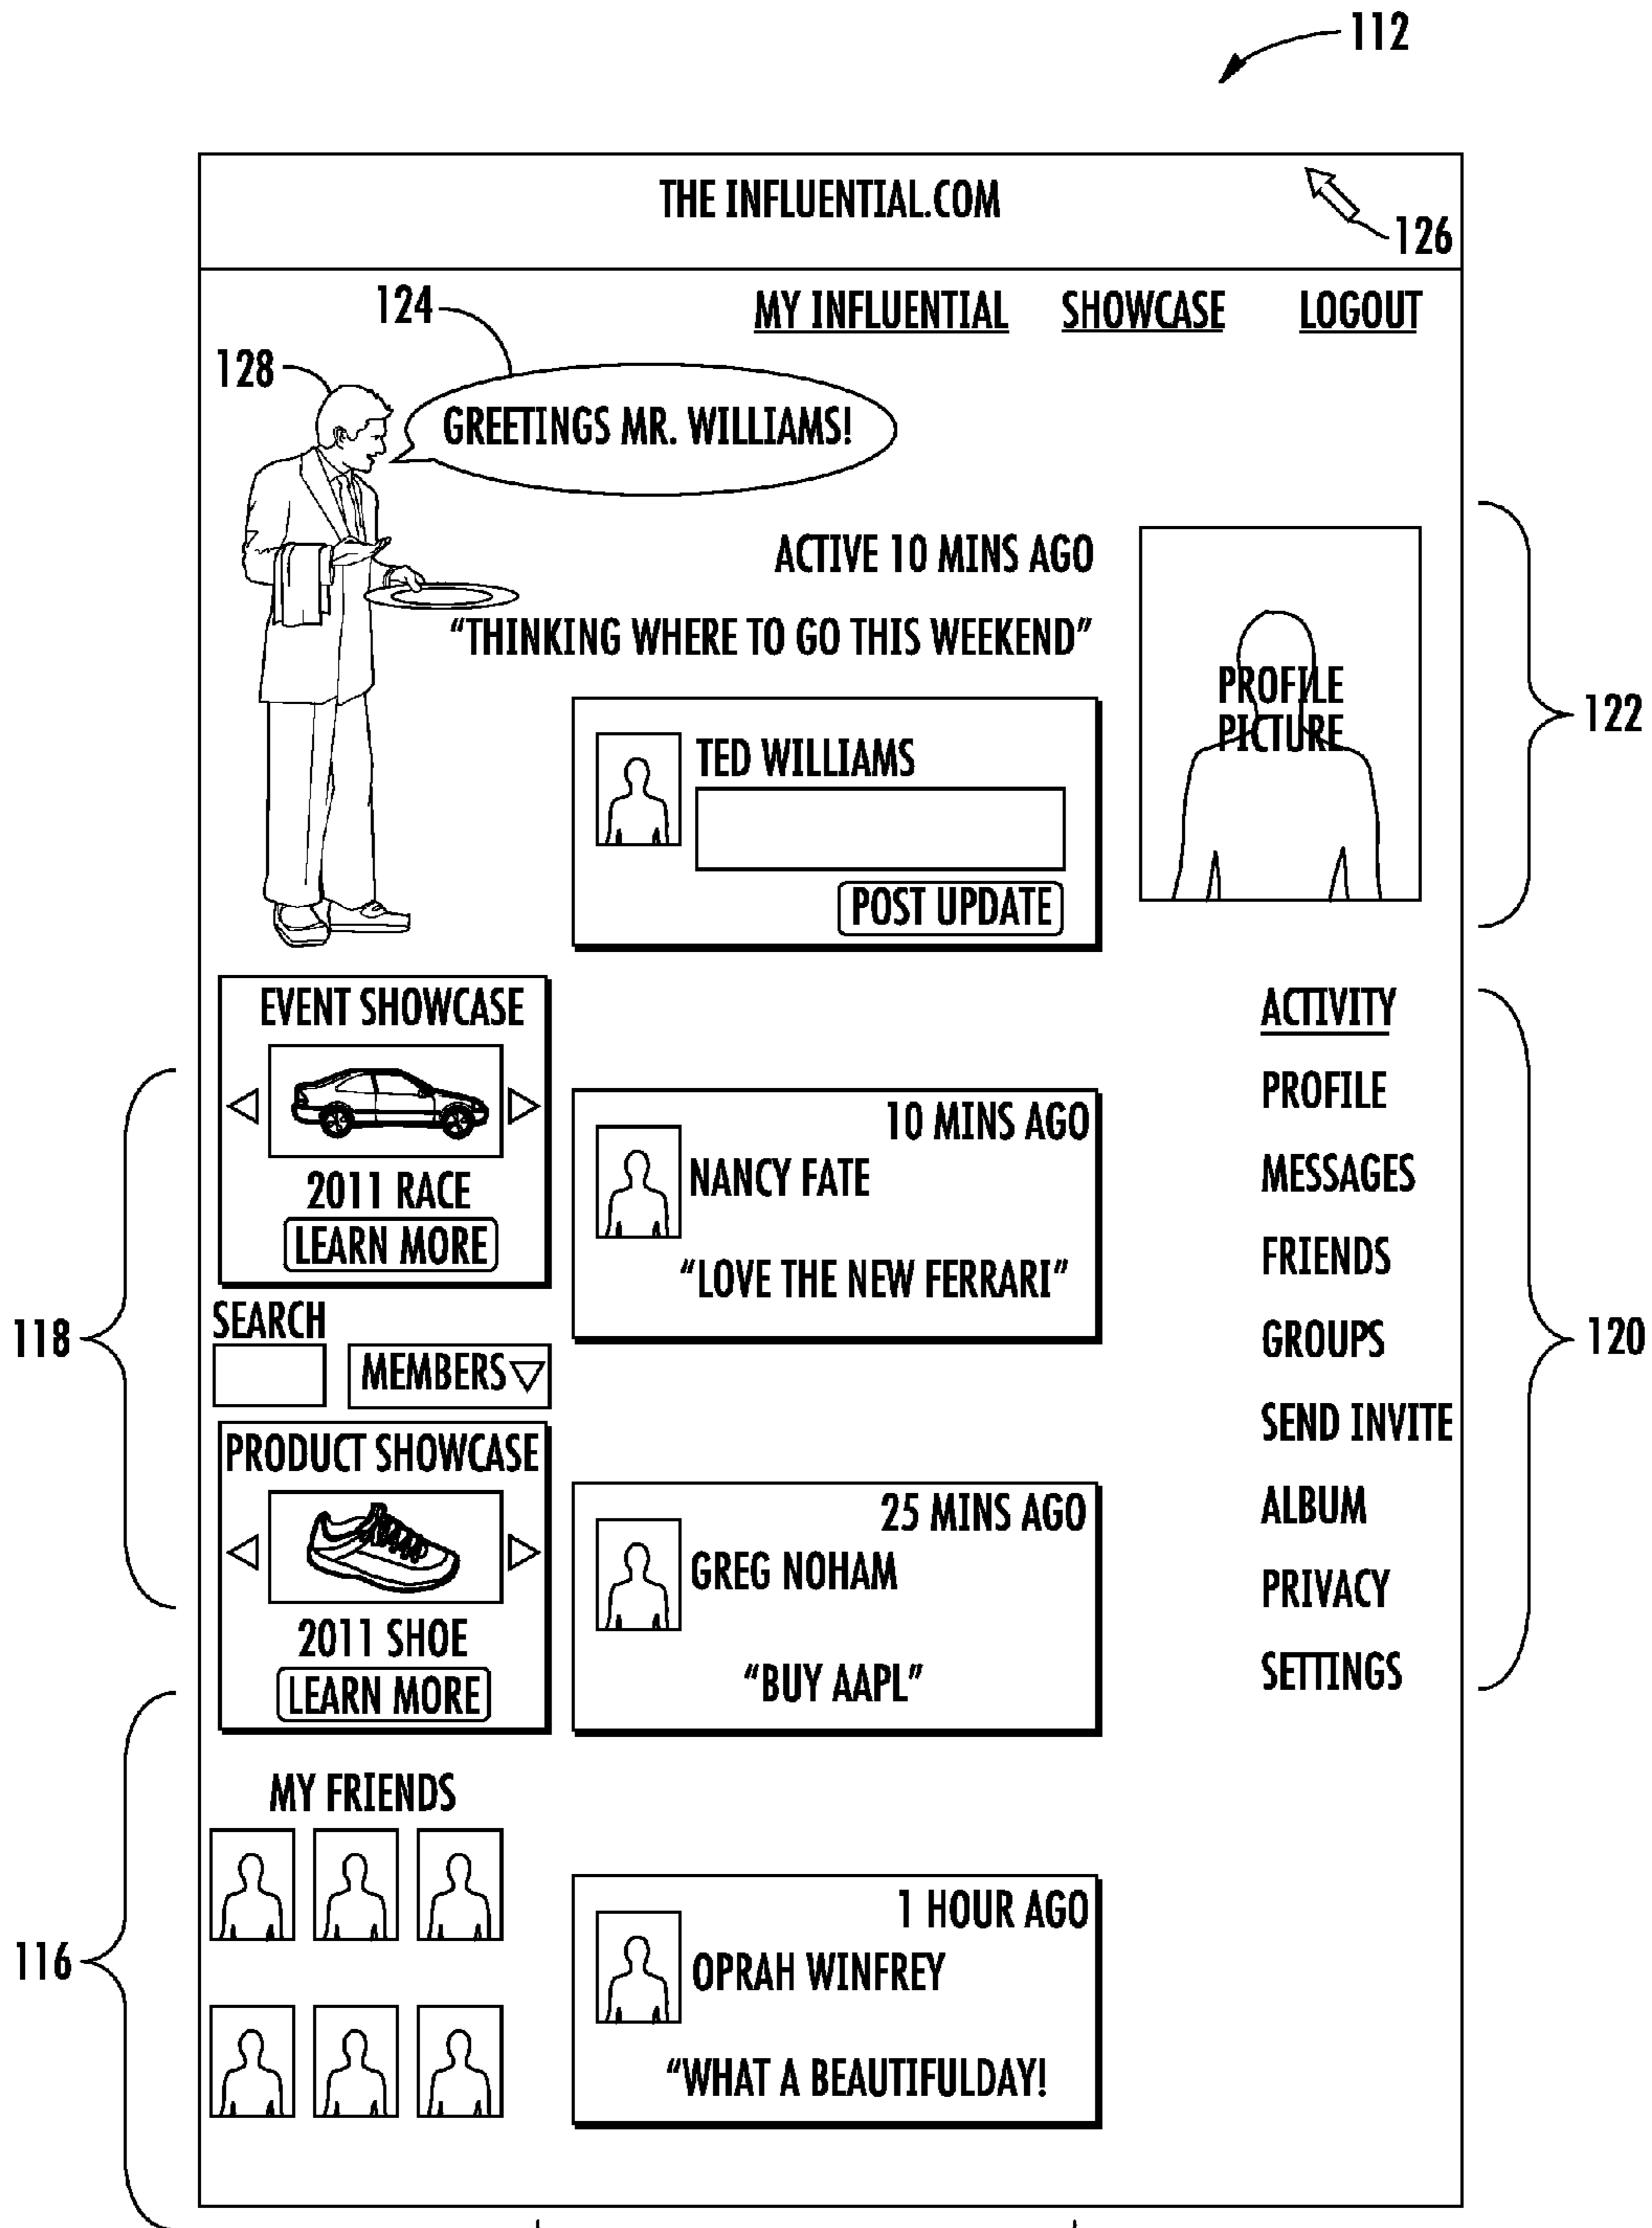 112
THE INFLUENTIAL.COM
126
MY INFLUENTIAL SHOWCASE LOGOUT
124
128
GREETINGS MR. WILLIAMS!
ACTIVE 10 MINS AGO
"THINKING WHERE TO GO THIS WEEKEND"
PROFILE
PICTURE
122
TED WILLIAMS
POST UPDATE
EVENT SHOWCASE
2011 RACE
LEARN MORE
SEARCH
MEMBERS
118
PRODUCT SHOWCASE
2011 SHOE
LEARN MORE
MY FRIENDS
116
10 MINS AGO
NANCY FATE
"LOVE THE NEW FERRARI"
25 MINS AGO
GREG NOHAM
"BUY AAPL"
1 HOUR AGO
OPRAH WINFREY
"WHAT A BEAUTIFULDAY!
ACTIVITY
PROFILE
MESSAGES
FRIENDS
GROUPS
SEND INVITE
ALBUM
PRIVACY
SETTINGS
120